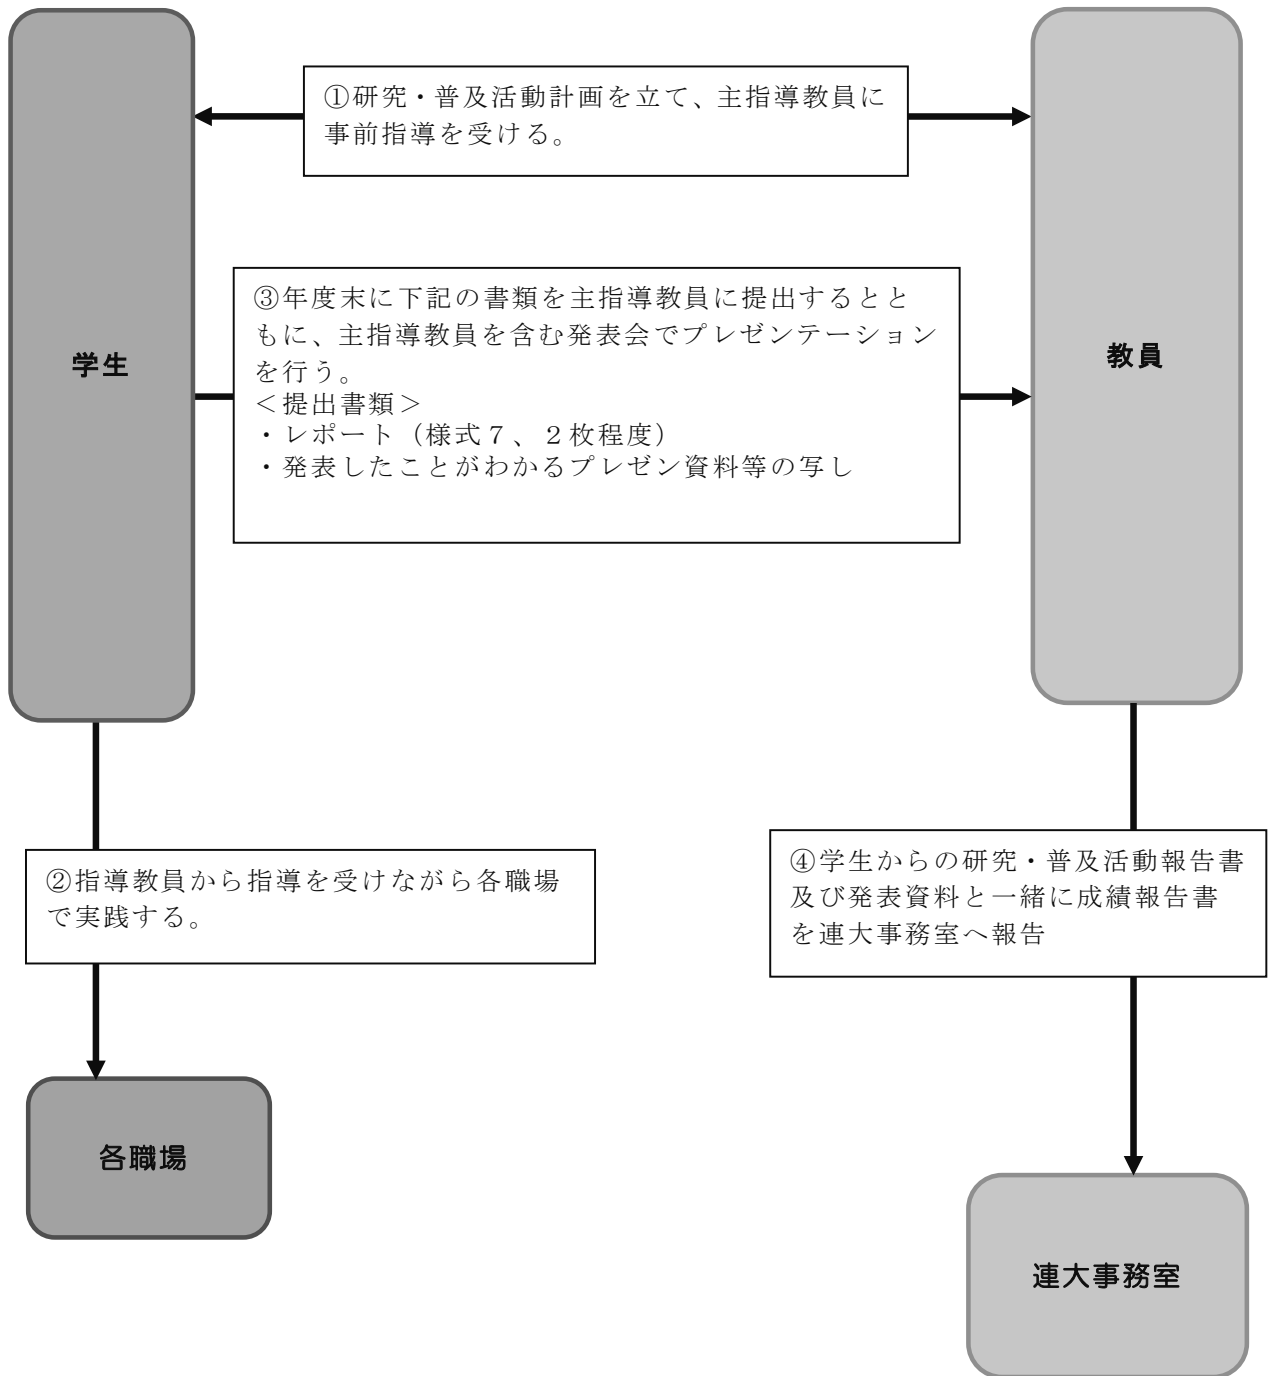 ①研究・普及活動計画を立て、主指導教員に
事前指導を受ける。
学生
③年度末に下記の書類を主指導教員に提出するとと
もに、主指導教員を含む発表会でプレゼンテーション
を行う。
＜提出書類＞
・レポート（様式７、２枚程度）
・発表したことがわかるプレゼン資料等の写し
教員
②指導教員から指導を受けながら各職場
で実践する。
④学生からの研究・普及活動報告書
及び発表資料と一緒に成績報告書
を連大事務室へ報告
各職場
連大事務室